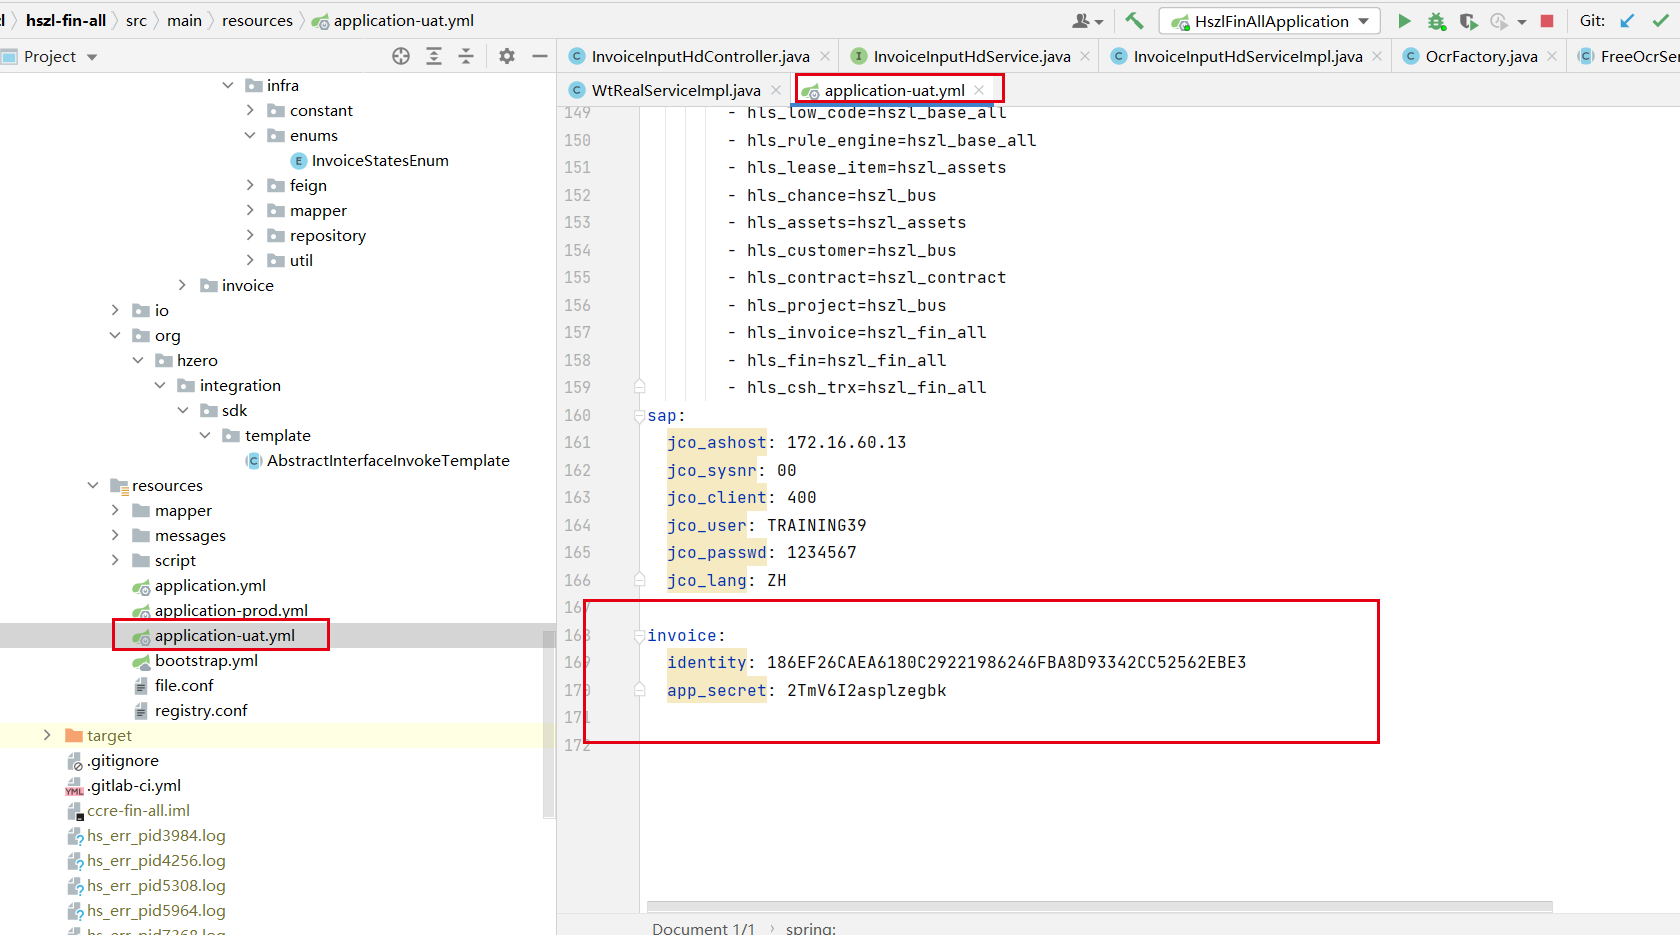 hszl-fin-all src main resources application-uat.yml
HszlFinAllApplication Git:
Project
InvoiceInputHdController.java InvoiceInputHdService.java InvoiceInputHdServiceImpl.java OcrFactory.java FreeOcrSer
WtRealServiceImpl.java application-uat.yml
infra
constant
enums
InvoiceStatesEnum
feign
mapper
repository
util
invoice
io
org
hzero
integration
sdk
template
AbstractInterfaceInvokeTemplate
resources
mapper
messages
script
application.yml
application-prod.yml
application-uat.yml
bootstrap.yml
file.conf
registry.conf
target
.gitignore
.gitlab-ci.yml
ccre-fin-all.iml
hs_err_pid3984.log
hs_err_pid4256.log
hs_err_pid5308.log
hs_err_pid5964.log
hs_err_pid7368.log
149 - hls_low_code=hszl_base_all
150 - hls_rule_engine=hszl_base_all
151 - hls_lease_item=hszl_assets
152 - hls_chance=hszl_bus
153 - hls_assets=hszl_assets
154 - hls_customer=hszl_bus
155 - hls_contract=hszl_contract
156 - hls_project=hszl_bus
157 - hls_invoice=hszl_fin_all
158 - hls_fin=hszl_fin_all
159 - hls_csh_trx=hszl_fin_all
160 sap:
161 jco_ashost: 172.16.60.13
162 jco_sysnr: 00
163 jco_client: 400
164 jco_user: TRAINING39
165 jco_passwd: 1234567
166 jco_lang: ZH
167
168 invoice:
169 identity: 186EF26CAEA6180C29221986246FBA8D93342CC52562EBE3
170 app_secret: 2TmV6I2asplzegbk
171
172
Document 1/1 spring: